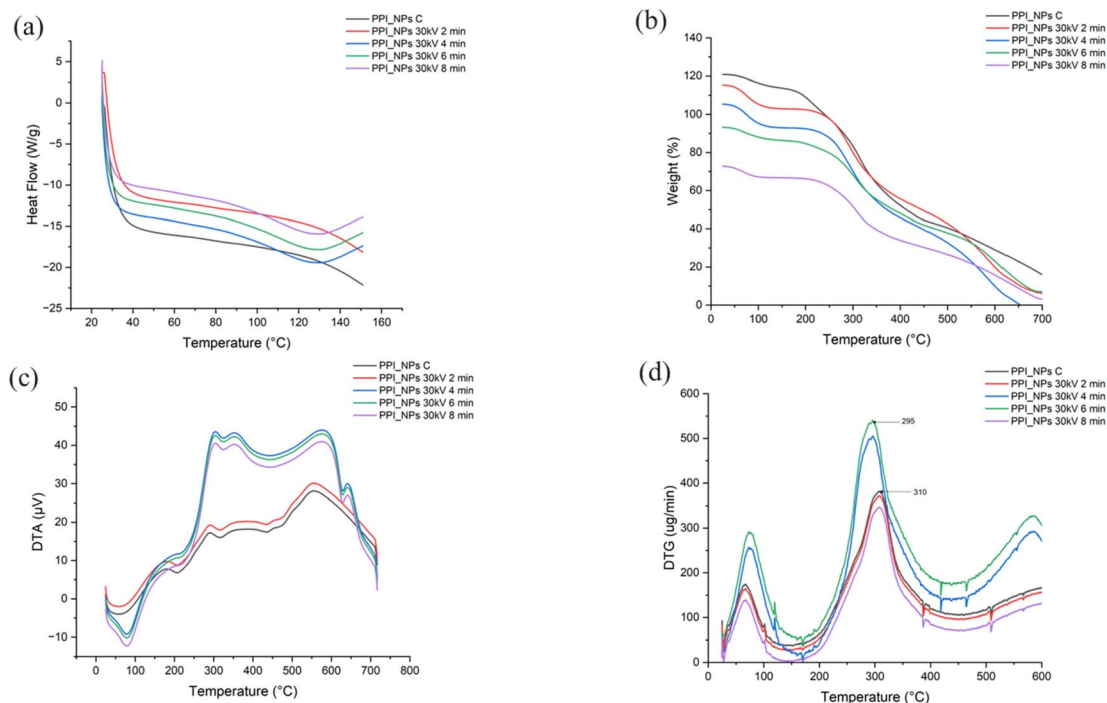 (a)
PPI_NPs C
PPI_NPs 30kV 2 min
PPI_NPs 30kV 4 min
PPI_NPs 30kV 6 min
PPI_NPs 30kV 8 min
5
0
−5
−10
−15
−20
−25
Heat Flow (W/g)
20
40
60
80
100
120
140
160
Temperature (°C)
(b)
PPI_NPs C
PPI_NPs 30kV 2 min
PPI_NPs 30kV 4 min
PPI_NPs 30kV 6 min
PPI_NPs 30kV 8 min
140
120
100
80
60
40
20
0
Weight (%)
0
100
200
300
400
500
600
700
Temperature (°C)
(c)
PPI_NPs C
PPI_NPs 30kV 2 min
PPI_NPs 30kV 4 min
PPI_NPs 30kV 6 min
PPI_NPs 30kV 8 min
50
40
30
20
10
0
−10
DTA (µV)
0
100
200
300
400
500
600
700
800
Temperature (°C)
(d)
PPI_NPs C
PPI_NPs 30kV 2 min
PPI_NPs 30kV 4 min
PPI_NPs 30kV 6 min
PPI_NPs 30kV 8 min
600
500
400
300
200
100
0
DTG (ug/min)
295
310
0
100
200
300
400
500
600
Temperature (°C)